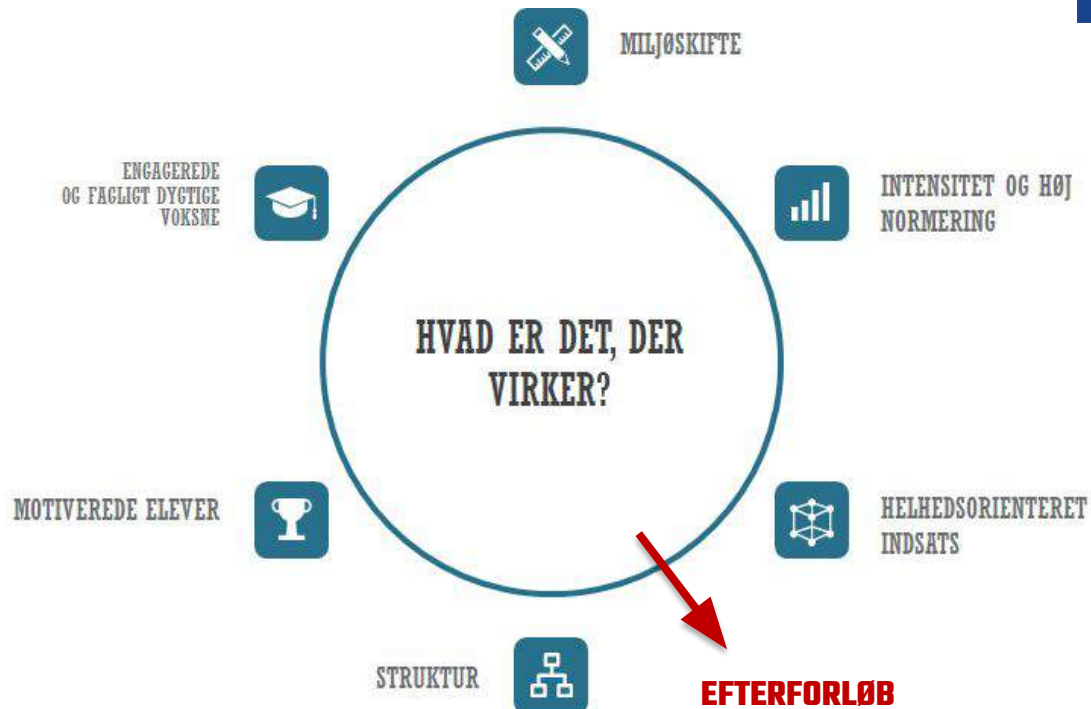 MILJØSKIFTE
ENGAGEREDE
OG FAGLIGT DYGTIGE
VOKSNE
INTENSITET OG HØJ
NORMERING
HVAD ER DET, DER
VIRKER?
MOTIVEREDE ELEVER
HELHEDSORIENTERET
INDSATS
STRUKTUR
EFTERFORLØB